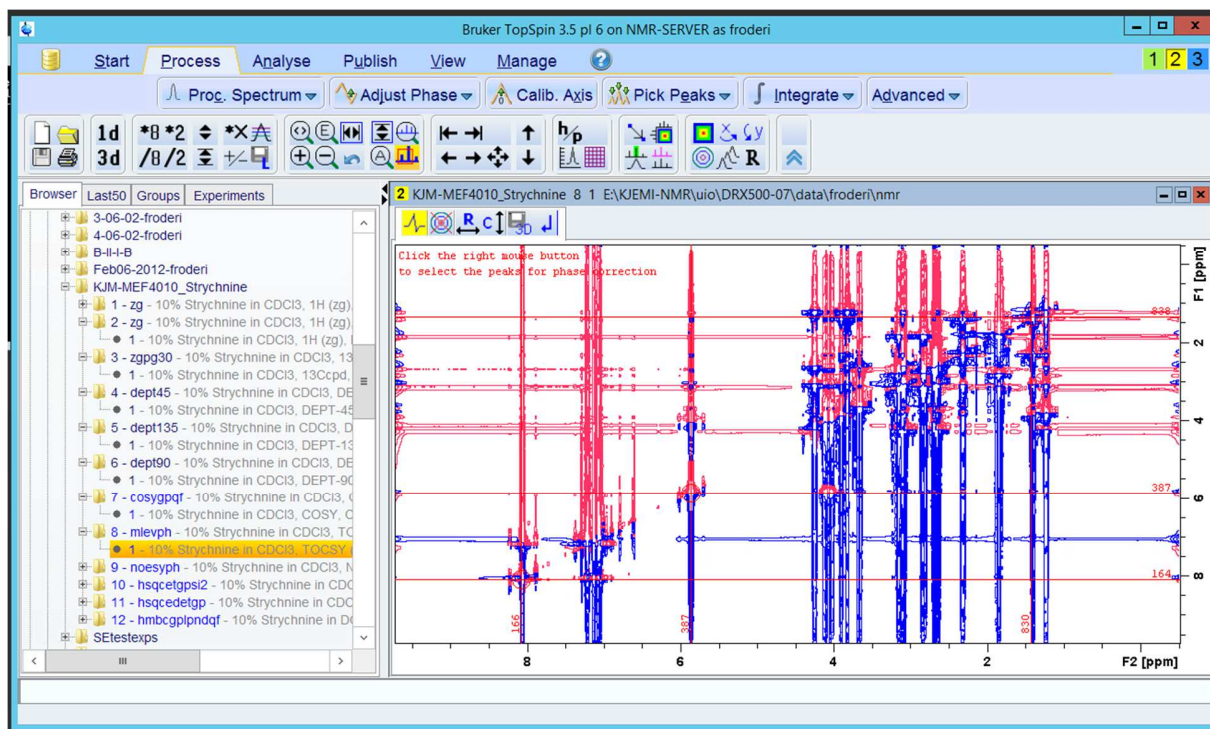 Bruker TopSpin 3.5 pl 6 on NMR-SERVER as froderi
Start Process Analyse Publish View Manage ? 1 2 3
Proc. Spectrum Adjust Phase Calib. Axis Pick Peaks Integrate Advanced
1d *8 *2 *X h/p
3d /8 /2 +/- L R
Browser Last50 Groups Experiments
2 KJM-MEF4010_Strychnine 8 1 E:\KJEMI-NMR\uio\DRX500-07\data\froderi\nmr
R C 3D
3-06-02-froderi
4-06-02-froderi
B-II-I-B
Feb06-2012-froderi
KJM-MEF4010_Strychnine
1 - zg - 10% Strychnine in CDCl3, 1H (zg),
2 - zg - 10% Strychnine in CDCl3, 1H (zg),
1 - 10% Strychnine in CDCl3, 1H (zg),
3 - zgpg30 - 10% Strychnine in CDCl3, 13
1 - 10% Strychnine in CDCl3, 13Ccpd,
4 - dept45 - 10% Strychnine in CDCl3, DE
1 - 10% Strychnine in CDCl3, DEPT-45
5 - dept135 - 10% Strychnine in CDCl3, D
1 - 10% Strychnine in CDCl3, DEPT-13
6 - dept90 - 10% Strychnine in CDCl3, DE
1 - 10% Strychnine in CDCl3, DEPT-90
7 - cosygpqf - 10% Strychnine in CDCl3, C
1 - 10% Strychnine in CDCl3, COSY, C
8 - mlevph - 10% Strychnine in CDCl3, TC
1 - 10% Strychnine in CDCl3, TOCSY
9 - noesyph - 10% Strychnine in CDCl3, N
10 - hsqcetgpsi2 - 10% Strychnine in CDC
11 - hsqcedetgp - 10% Strychnine in CDC
12 - hmbcgplpndqf - 10% Strychnine in D
SEtestexps
Click the right mouse button
to select the peaks for phase correction
F1 [ppm]
838
2
4
387
6
164
8
166
387
830
8 6 4 2 F2 [ppm]